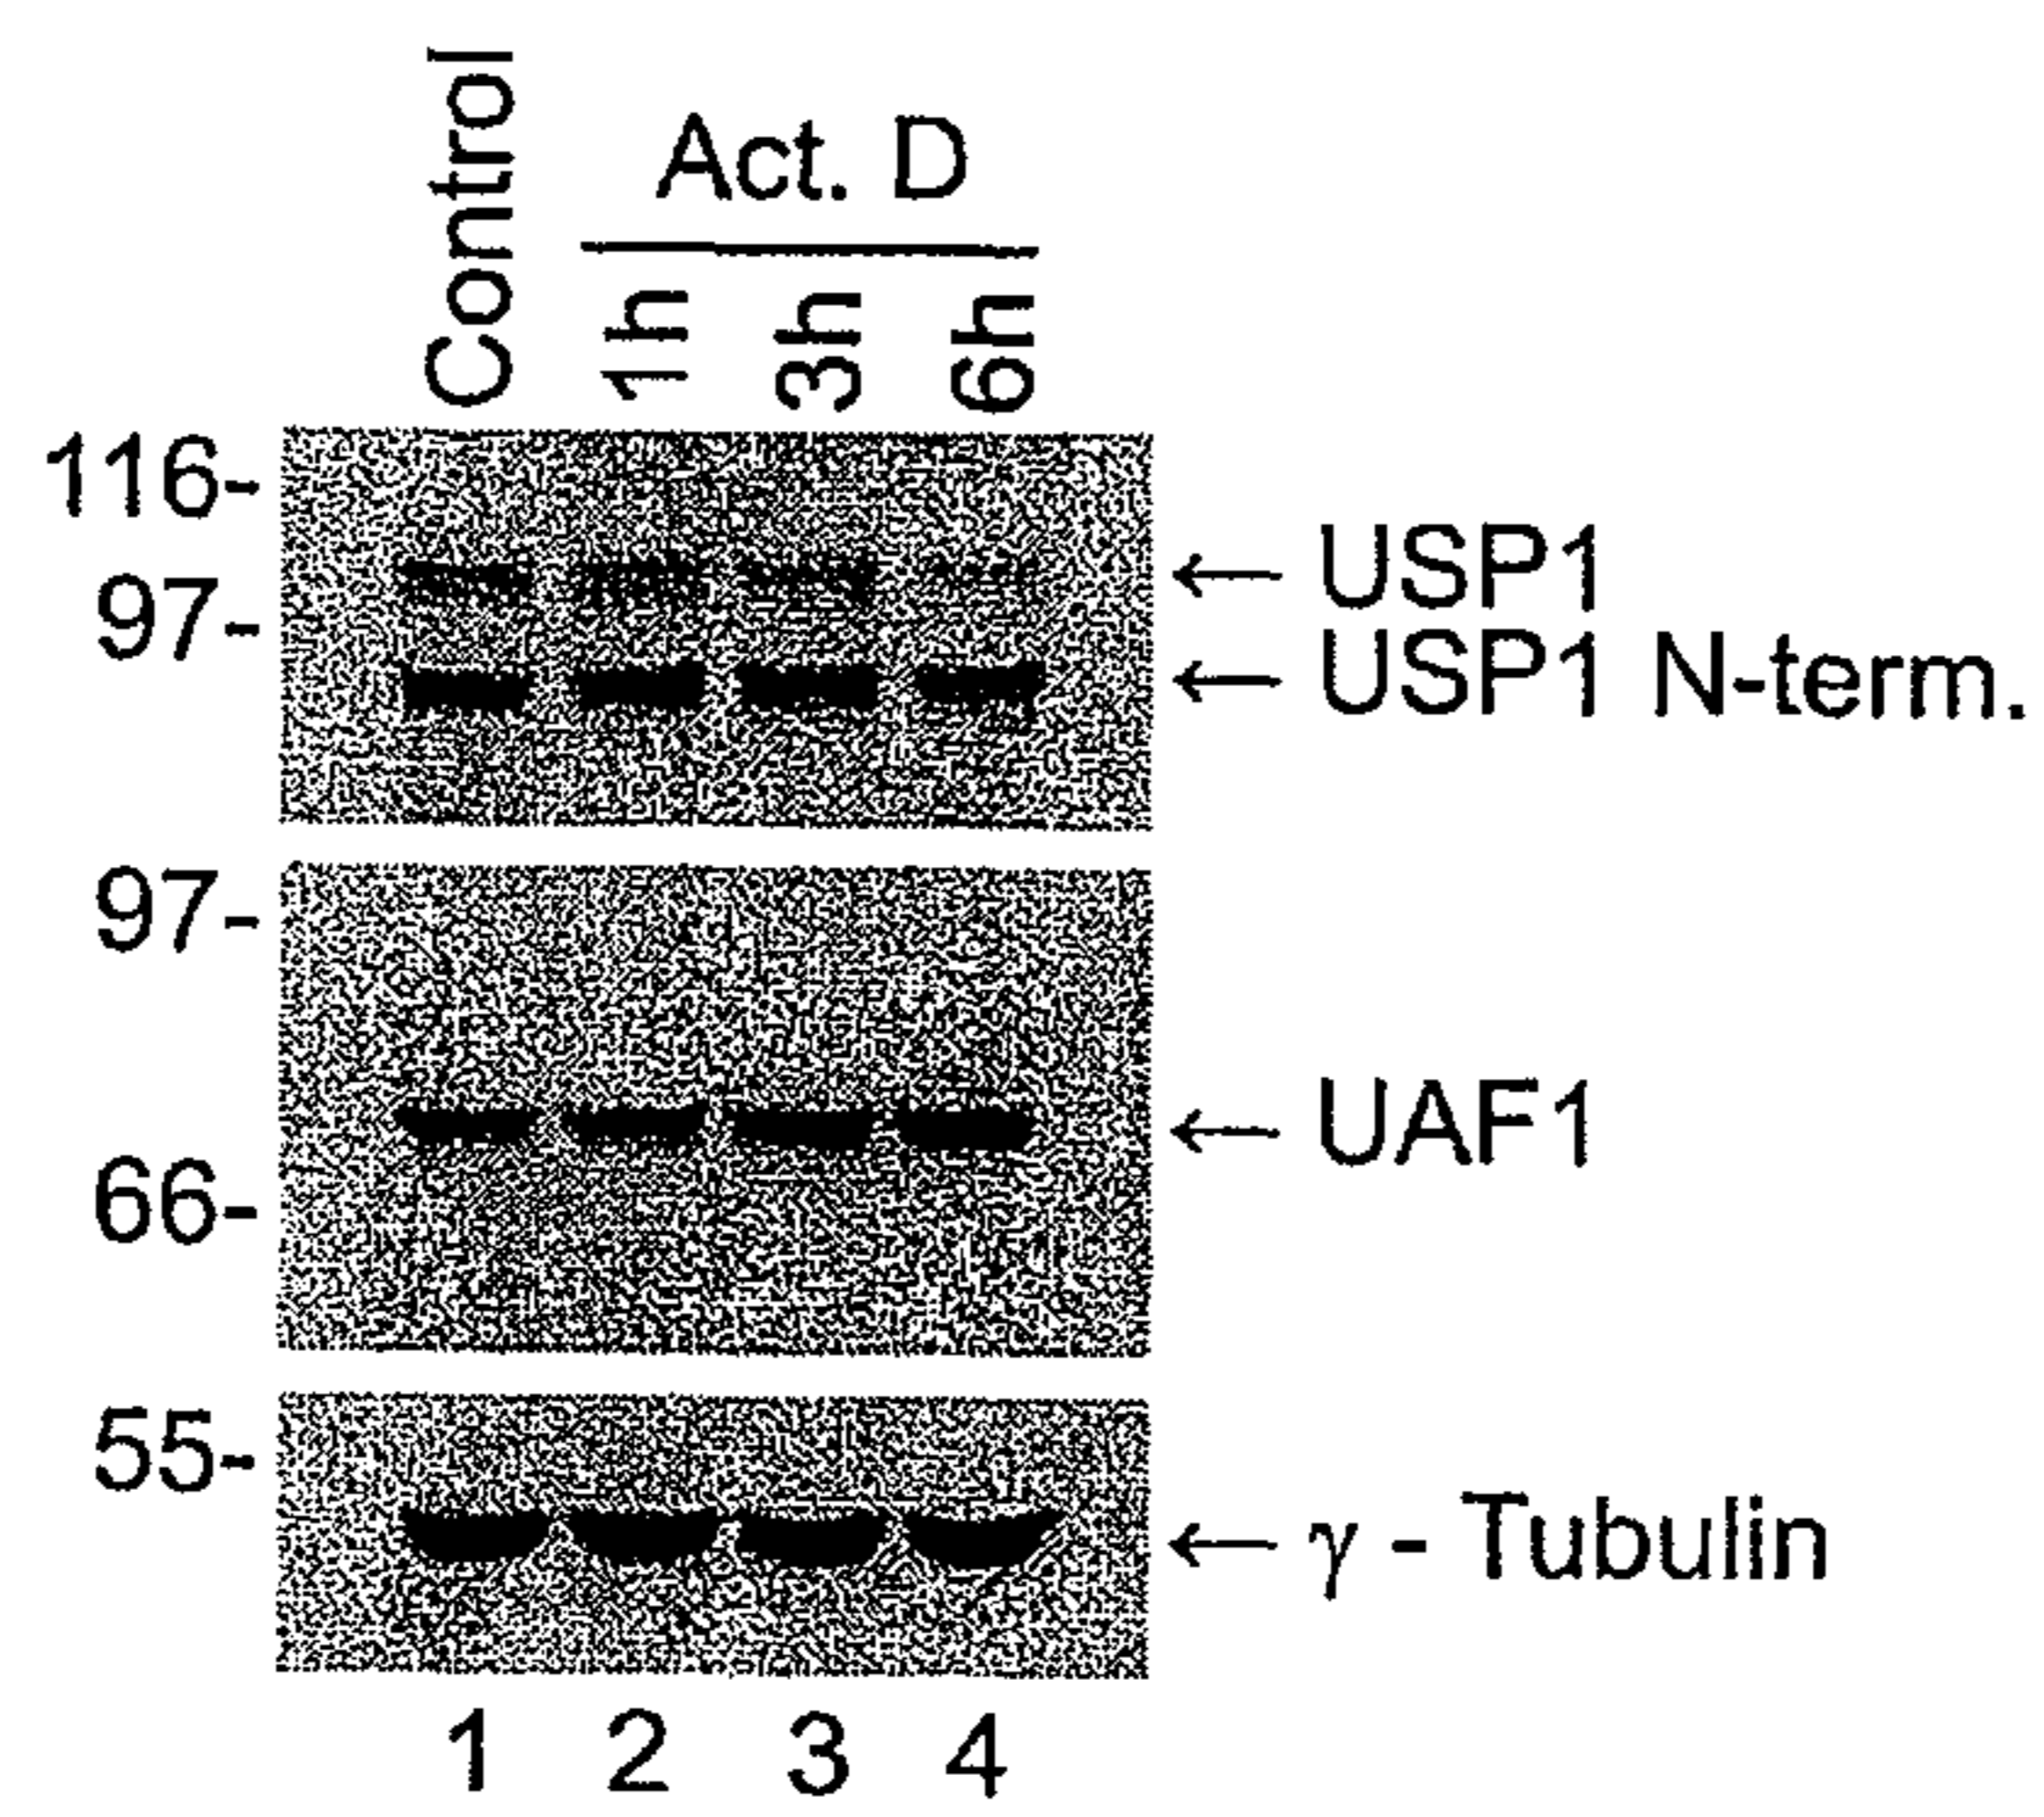 Control
Act. D
1h 3h 6h
116-
97-
← USP1
← USP1 N-term.
97-
66-
← UAF1
55-
← γ - Tubulin
1 2 3 4